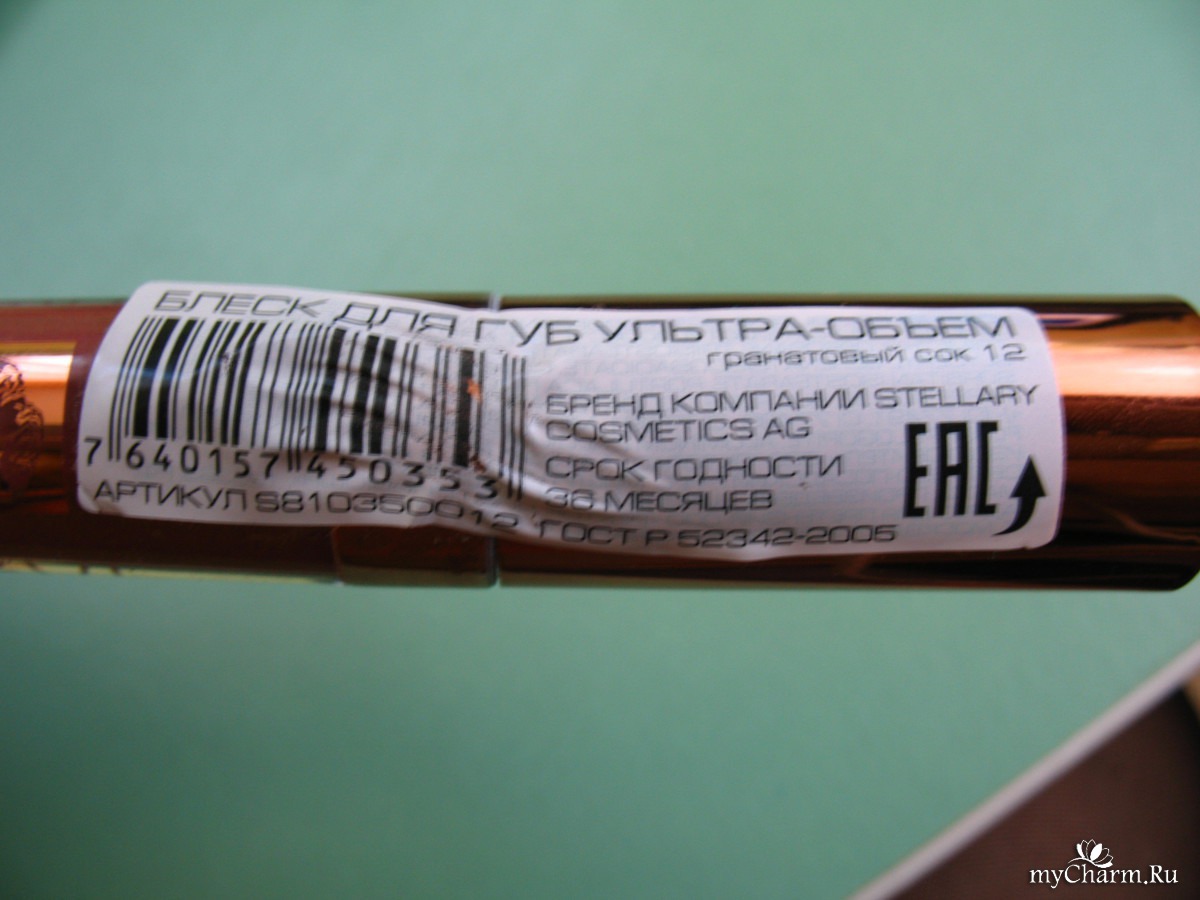 БЛЕСК ДЛЯ ГУБ УЛЬТРА-ОБЪЕМ
гранатовый сок 12
БРЕНД КОМПАНИИ STELLARY
COSMETICS AG
СРОК ГОДНОСТИ
36 МЕСЯЦЕВ
EAC
7 640157 450353
АРТИКУЛ S810350012 ГОСТ Р 52342-2005
myCharm.Ru